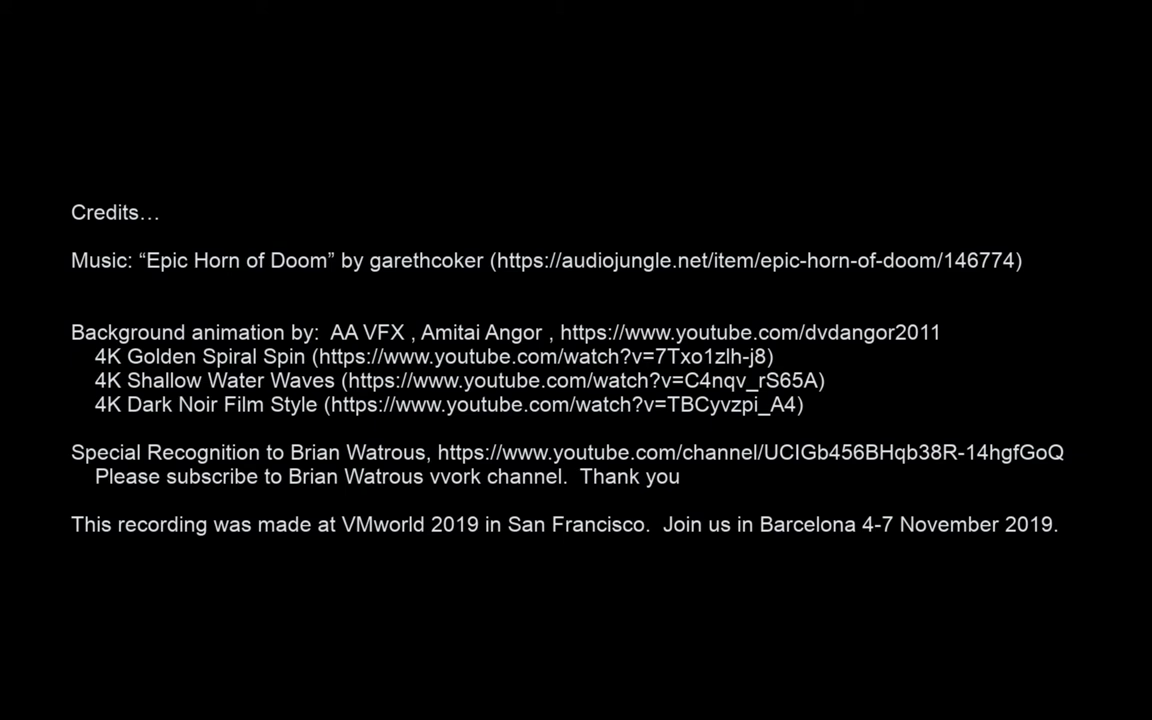 Credits…
Music: “Epic Horn of Doom” by garethcoker (https://audiojungle.net/item/epic-horn-of-doom/146774)
Background animation by:  AA VFX , Amitai Angor , https://www.youtube.com/dvdangor2011
4K Golden Spiral Spin (https://www.youtube.com/watch?v=7Txo1zlh-j8)
4K Shallow Water Waves (https://www.youtube.com/watch?v=C4nqv_rS65A)
4K Dark Noir Film Style (https://www.youtube.com/watch?v=TBCyvzpi_A4)
Special Recognition to Brian Watrous, https://www.youtube.com/channel/UCIGb456BHqb38R-14hgfGoQ
Please subscribe to Brian Watrous vvork channel.  Thank you
This recording was made at VMworld 2019 in San Francisco.  Join us in Barcelona 4-7 November 2019.